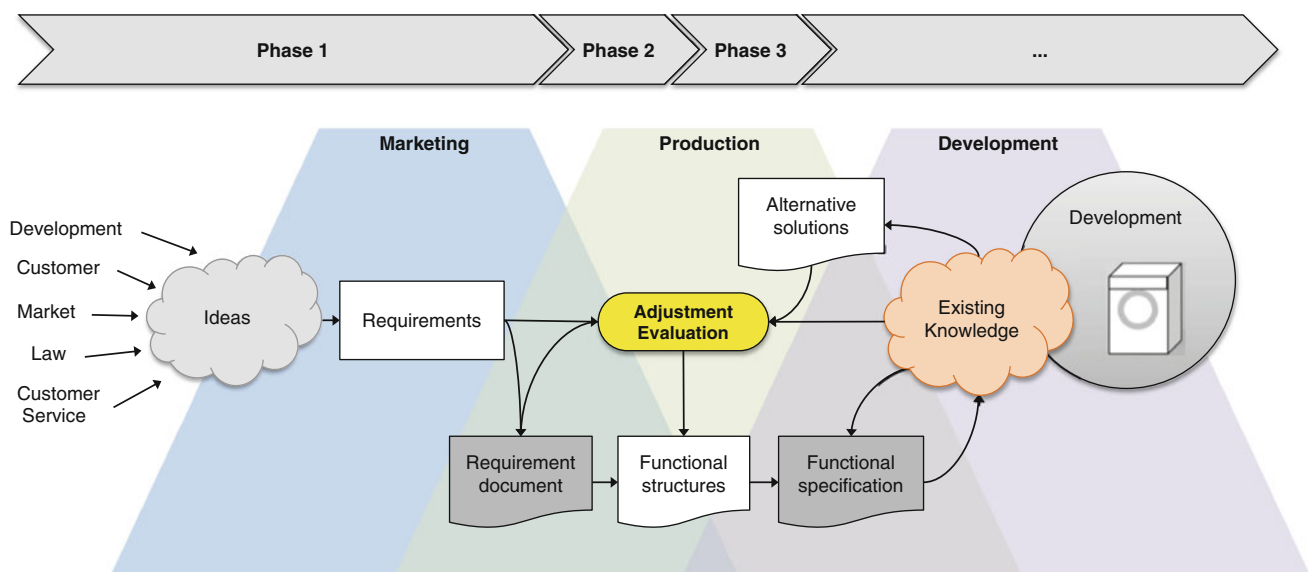 Phase 1
Phase 2
Phase 3
...
Marketing
Production
Development
Development
Customer
Market
Law
Customer
Service
Ideas
Requirements
Adjustment
Evaluation
Alternative
solutions
Existing
Knowledge
Development
Requirement
document
Functional
structures
Functional
specification